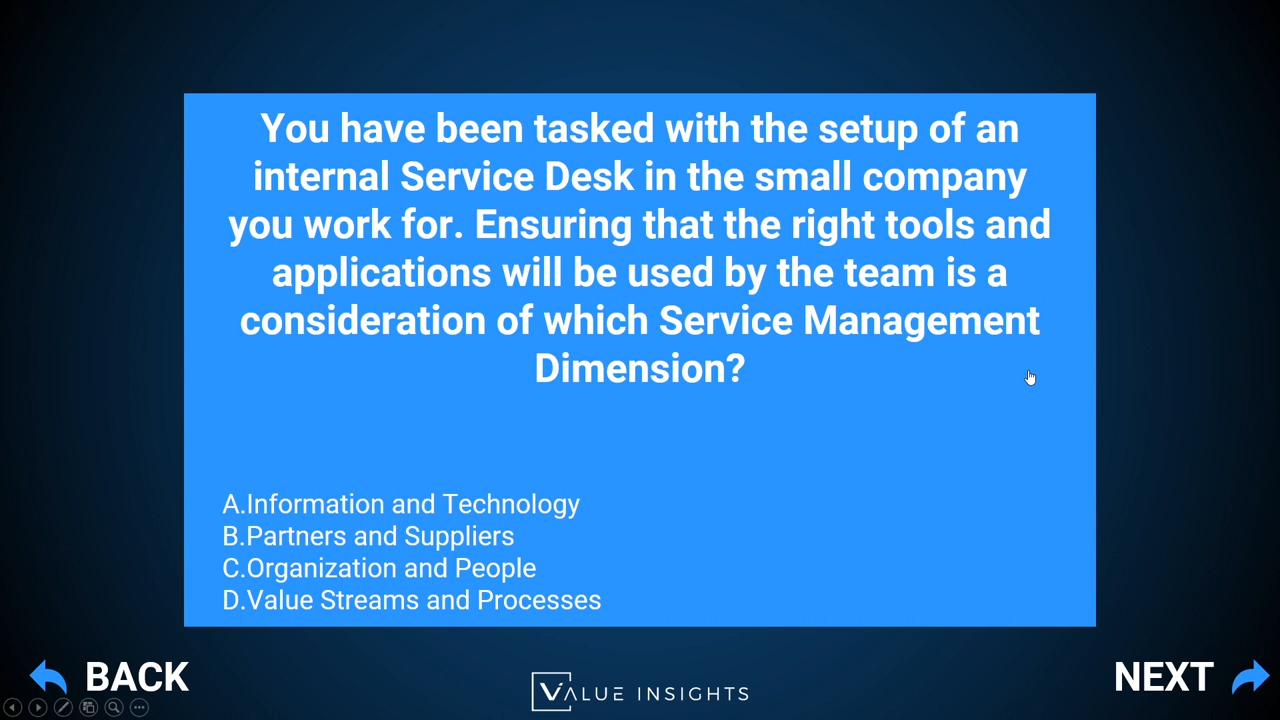 You have been tasked with the setup of an
internal Service Desk in the small company
you work for. Ensuring that the right tools and
applications will be used by the team is a
consideration of which Service Management
Dimension?
A.Information and Technology
B.Partners and Suppliers
C.Organization and People
D.Value Streams and Processes
BACK
VALUE INSIGHTS
NEXT